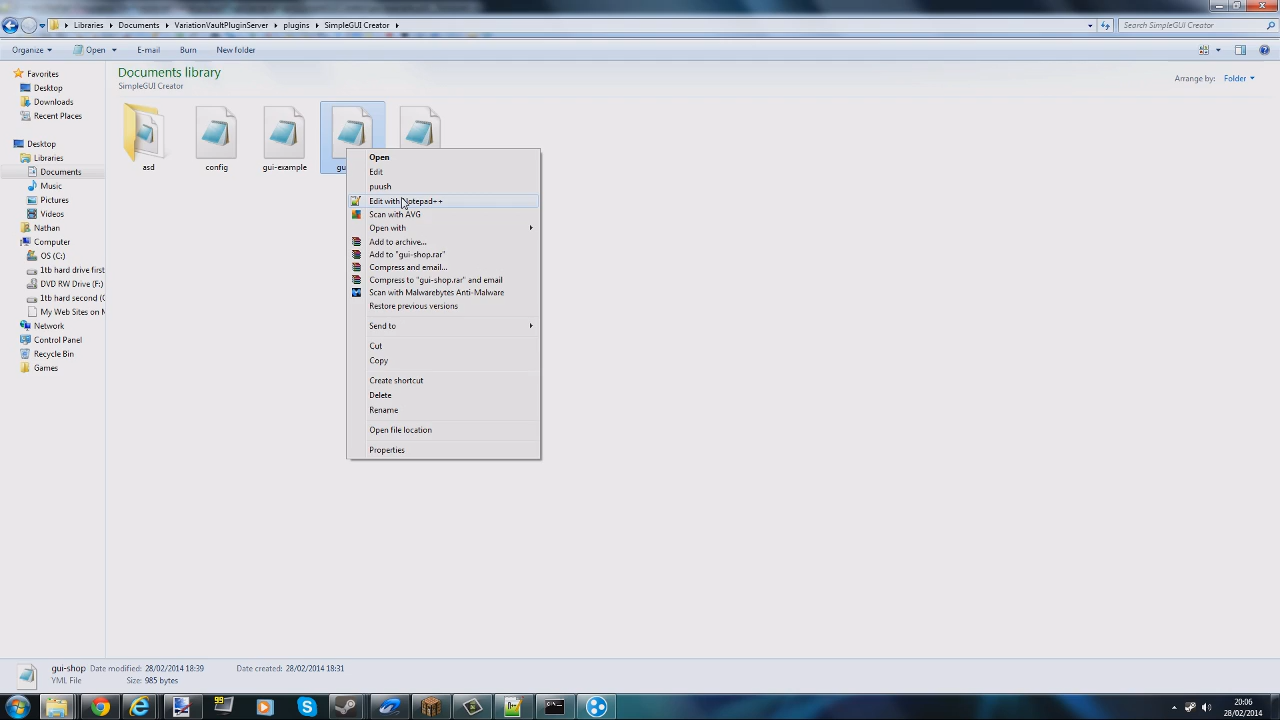 Libraries ▸ Documents ▸ VariationVaultPluginServer ▸ plugins ▸ SimpleGUI Creator ▸
Search SimpleGUI Creator
Organize
Open
E-mail
Burn
New folder
Favorites
Desktop
Downloads
Recent Places
Desktop
Libraries
Documents
Music
Pictures
Videos
Nathan
Computer
OS (C:)
1tb hard drive first
DVD RW Drive (F:)
1tb hard second (
My Web Sites on M
Network
Control Panel
Recycle Bin
Games
Documents library
SimpleGUI Creator
Arrange by:
Folder
asd
config
gui-example
gu
Open
Edit
puush
Edit with Notepad++
Scan with AVG
Open with
Add to archive...
Add to "gui-shop.rar"
Compress and email...
Compress to "gui-shop.rar" and email
Scan with Malwarebytes Anti-Malware
Restore previous versions
Send to
Cut
Copy
Create shortcut
Delete
Rename
Open file location
Properties
gui-shop Date modified: 28/02/2014 18:39 Date created: 28/02/2014 18:31
YML File Size: 985 bytes
99
20:06
28/02/2014